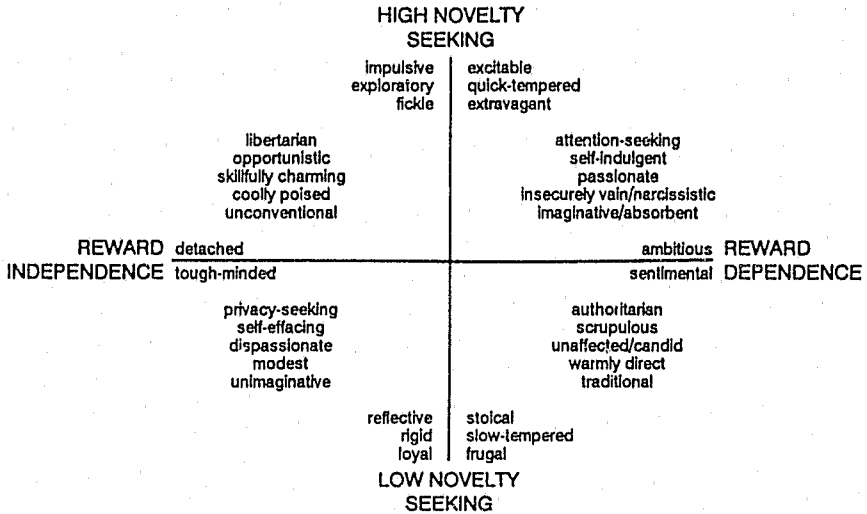 HIGH NOVELTY
SEEKING
impulsive excitable
exploratory quick-tempered
fickle extravagant
libertarian
opportunistic
skillfully charming
coolly poised
unconventional
attention-seeking
self-indulgent
passionate
insecurely vain/narcissistic
imaginative/absorbent
REWARD detached
INDEPENDENCE tough-minded
ambitious REWARD
sentimental DEPENDENCE
privacy-seeking
self-effacing
dispassionate
modest
unimaginative
authoritarian
scrupulous
unaffected/candid
warmly direct
traditional
reflective stoical
rigid slow-tempered
loyal frugal
LOW NOVELTY
SEEKING